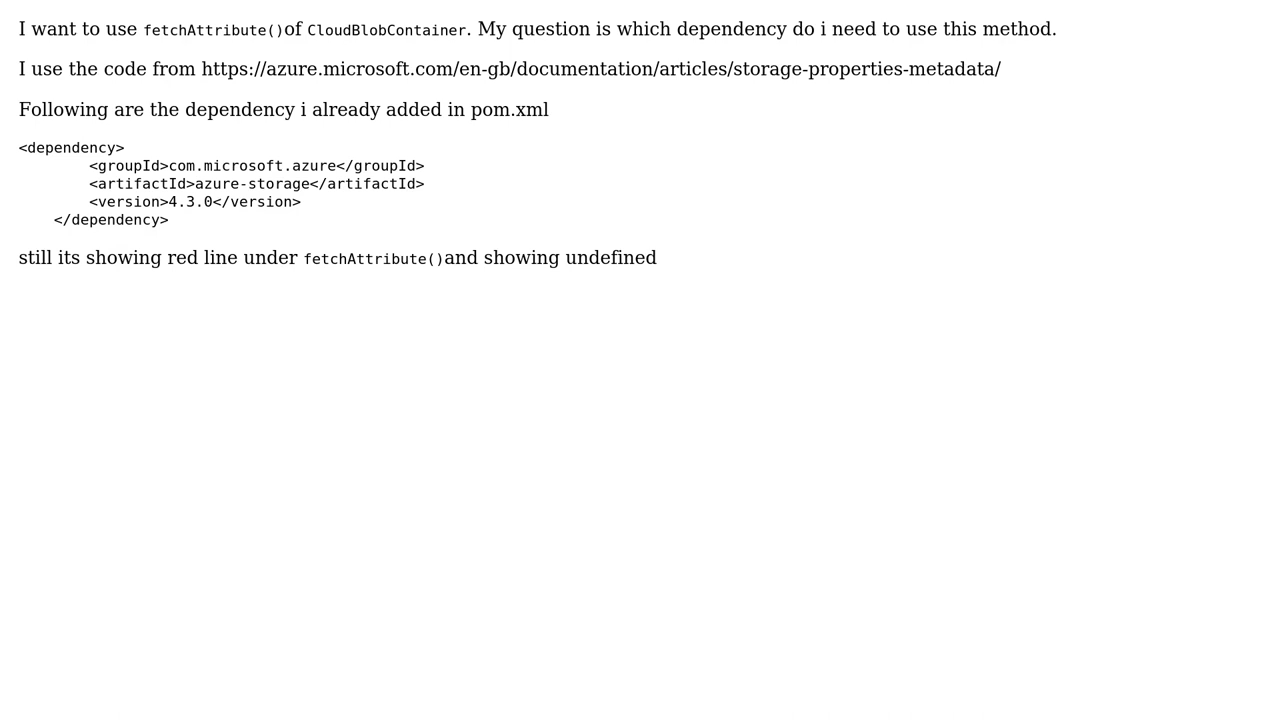 I want to use fetchAttribute()of CloudBlobContainer. My question is which dependency do i need to use this method.
I use the code from https://azure.microsoft.com/en-gb/documentation/articles/storage-properties-metadata/
Following are the dependency i already added in pom.xml
<dependency>
        <groupId>com.microsoft.azure</groupId>
        <artifactId>azure-storage</artifactId>
        <version>4.3.0</version>
    </dependency>
still its showing red line under fetchAttribute()and showing undefined